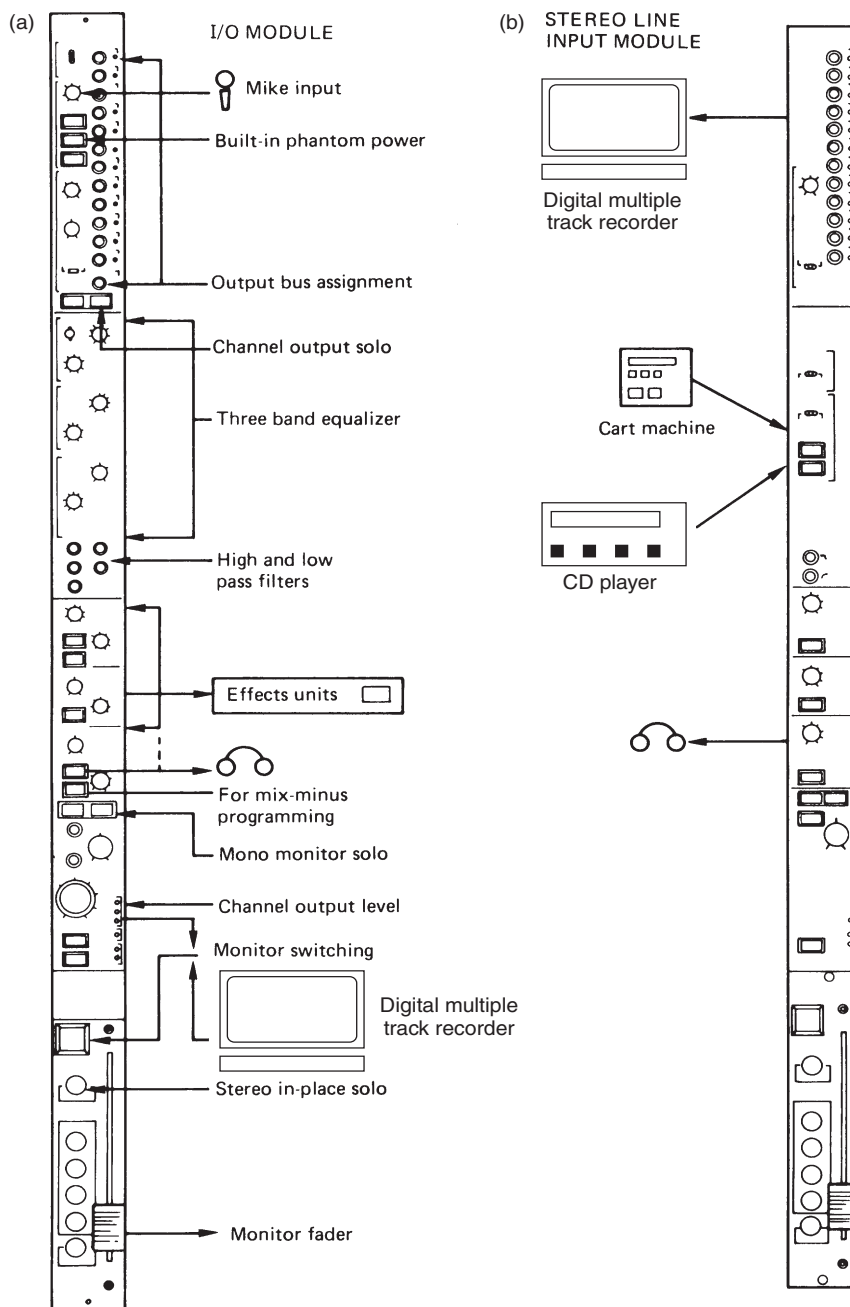 (a)
I/O MODULE
Mike input
Built-in phantom power
Output bus assignment
Channel output solo
Three band equalizer
High and low
pass filters
Effects units
For mix-minus
programming
Mono monitor solo
Channel output level
Monitor switching
Digital multiple
track recorder
Stereo in-place solo
Monitor fader
(b)
STEREO LINE
INPUT MODULE
Digital multiple
track recorder
Cart machine
CD player